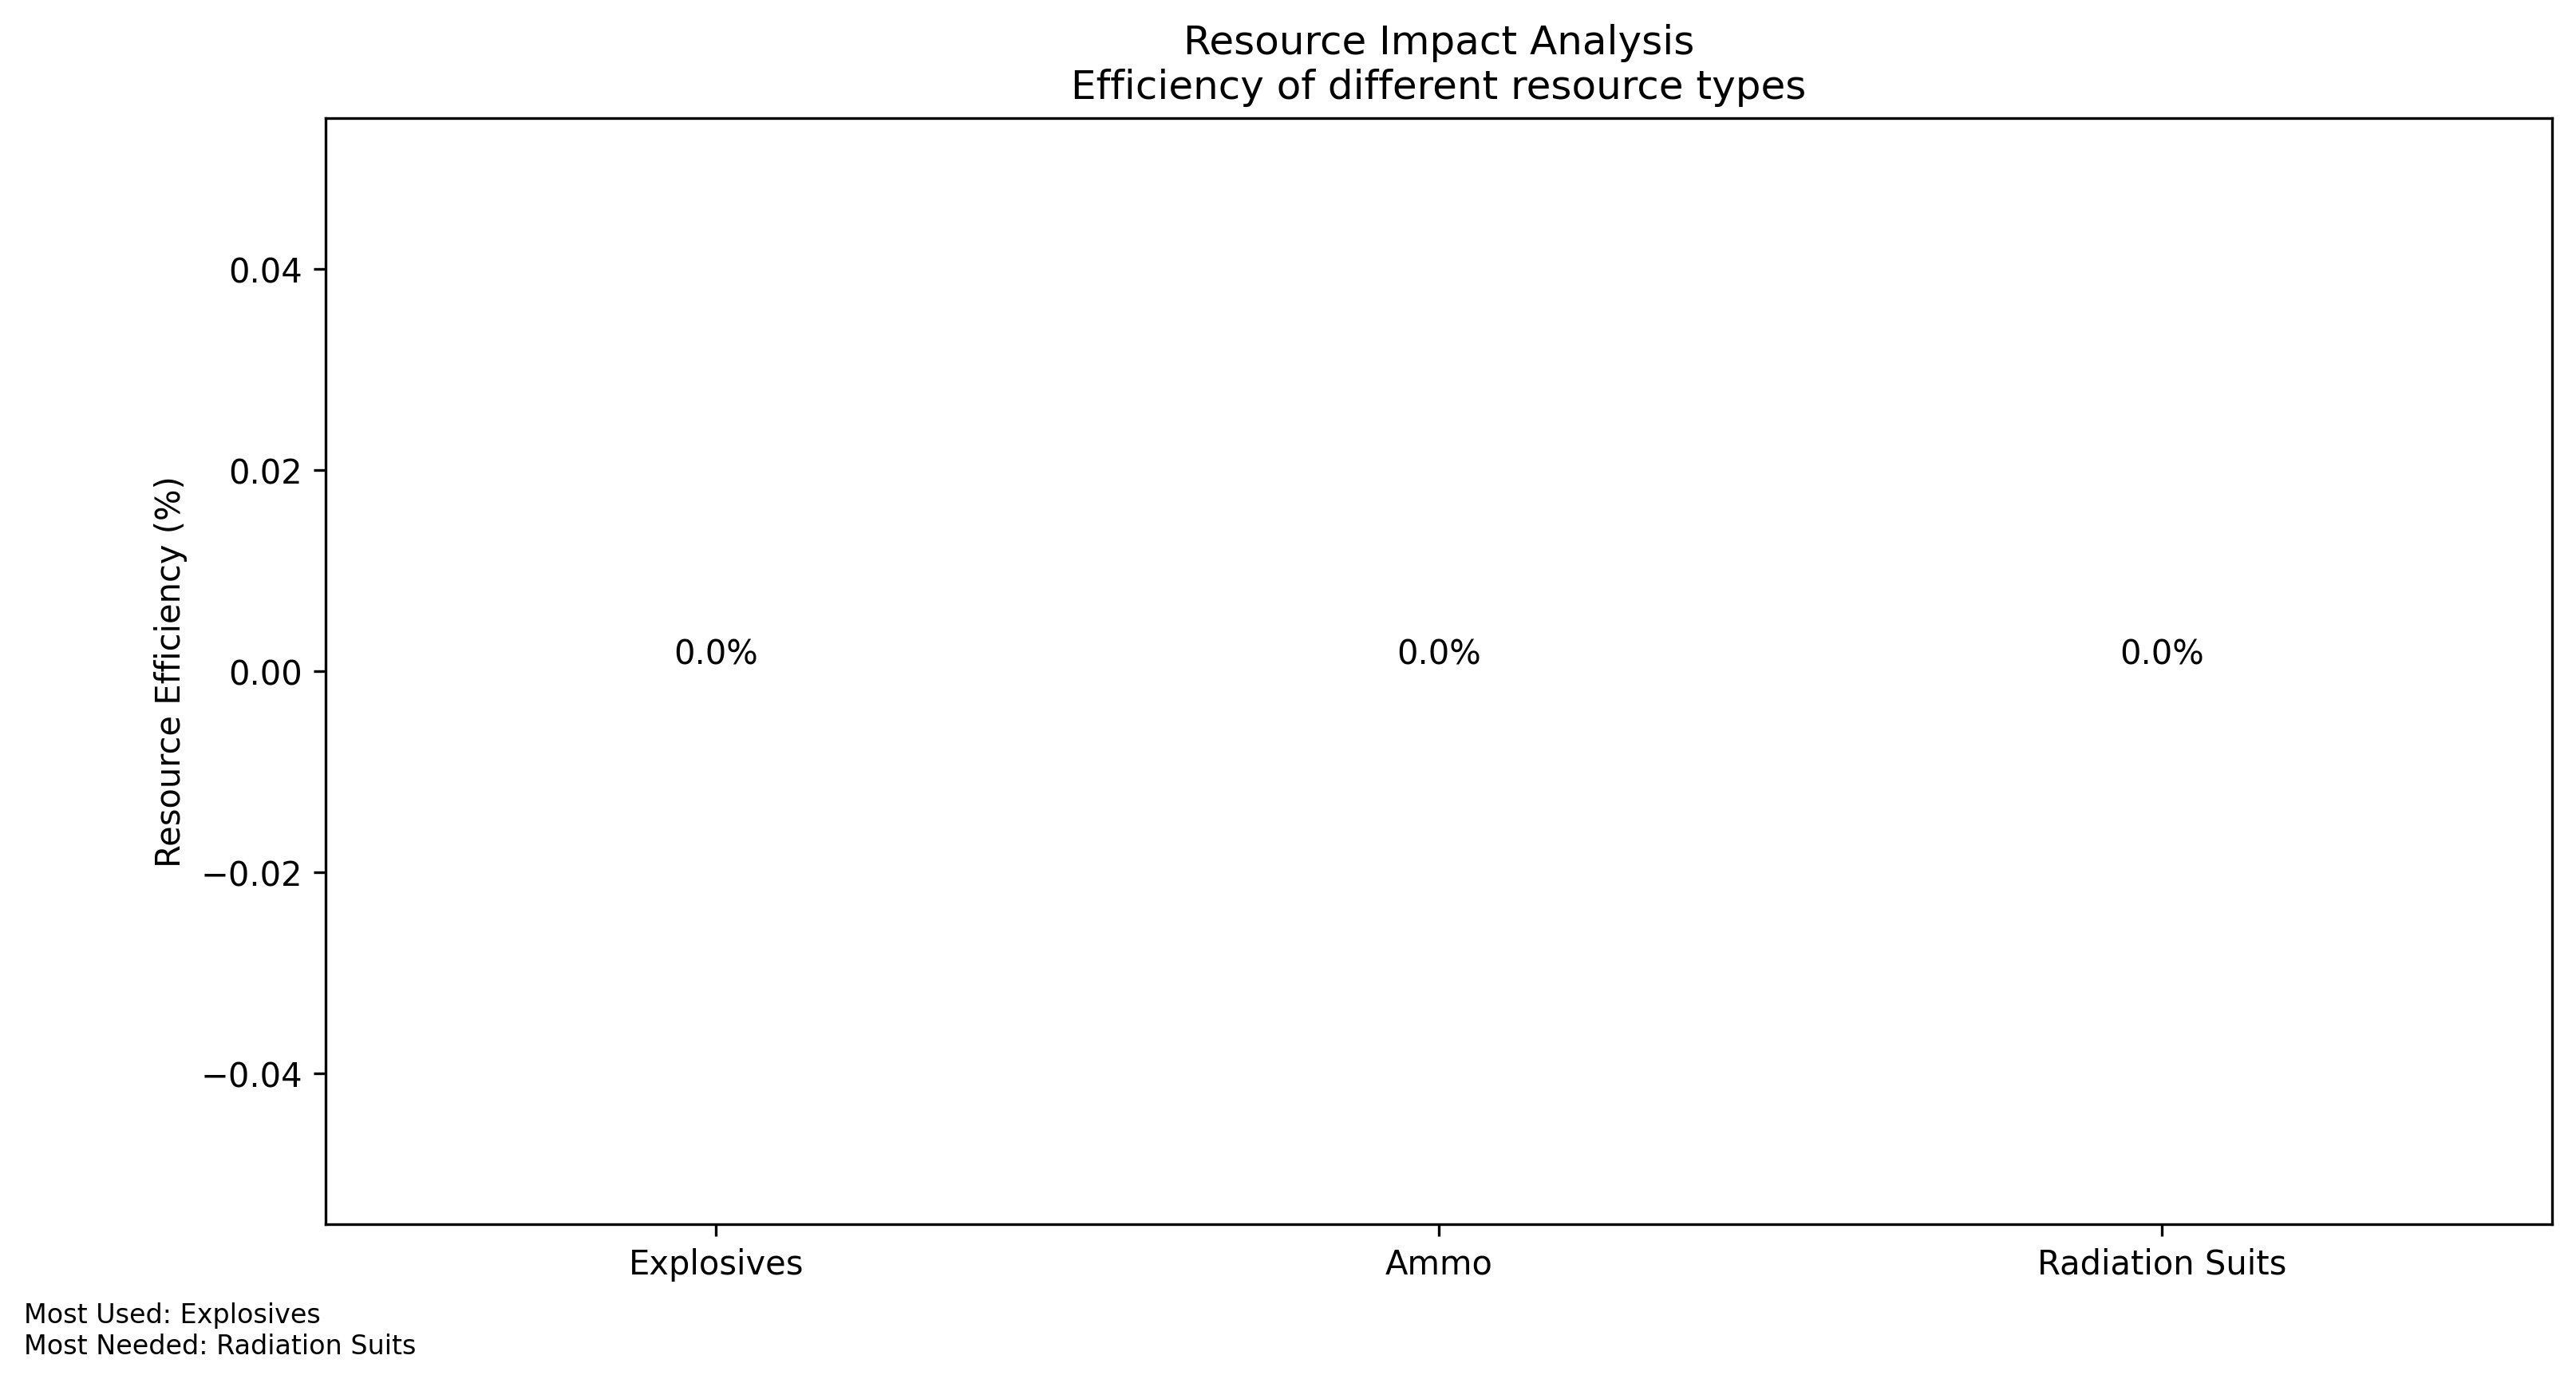 Resource Impact Analysis
Efficiency of different resource types
Resource Efficiency (%)
0.04
0.02
0.00
−0.02
−0.04
0.0%
0.0%
0.0%
Explosives
Ammo
Radiation Suits
Most Used: Explosives
Most Needed: Radiation Suits